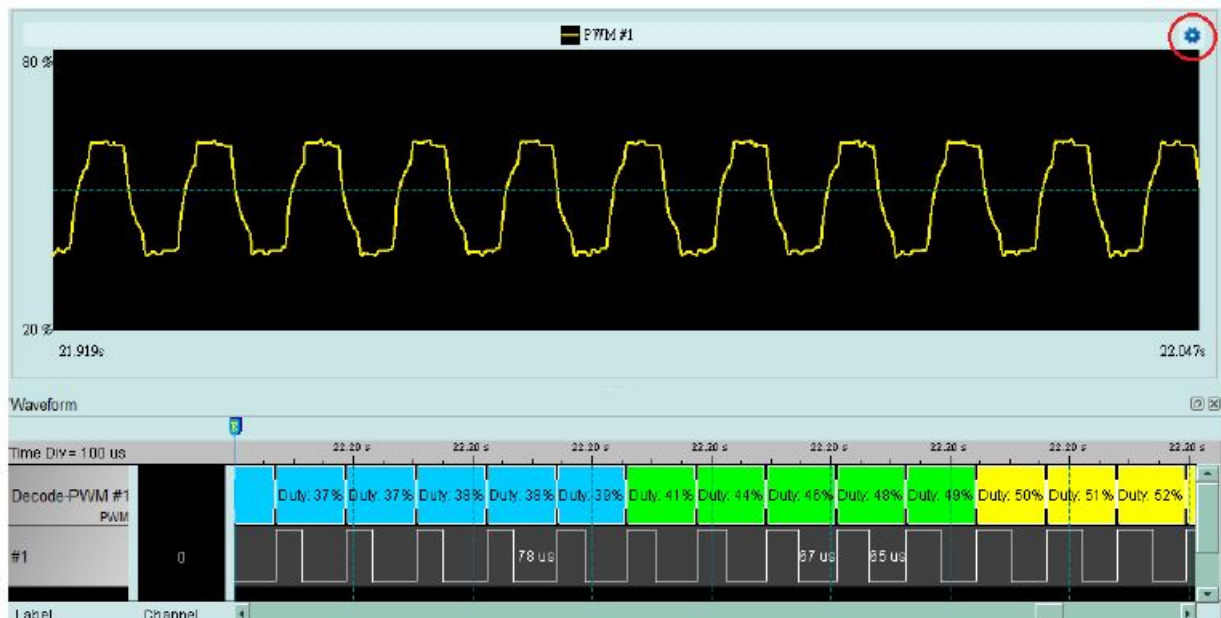 PWM #1
80 %
20 %
21.919s 22.047s
Waveform
Time Div = 100 us 22.20 s 22.20 s 22.20 s 22.20 s 22.20 s 22.20 s 22.20 s 22.20 s
Decode-PWM #1 Duty: 37% Duty: 37% Duty: 38% Duty: 38% Duty: 39% Duty: 41% Duty: 44% Duty: 46% Duty: 48% Duty: 49% Duty: 50% Duty: 51% Duty: 52%
PWM
#1 0 78 us 67 us 65 us
Label Channel